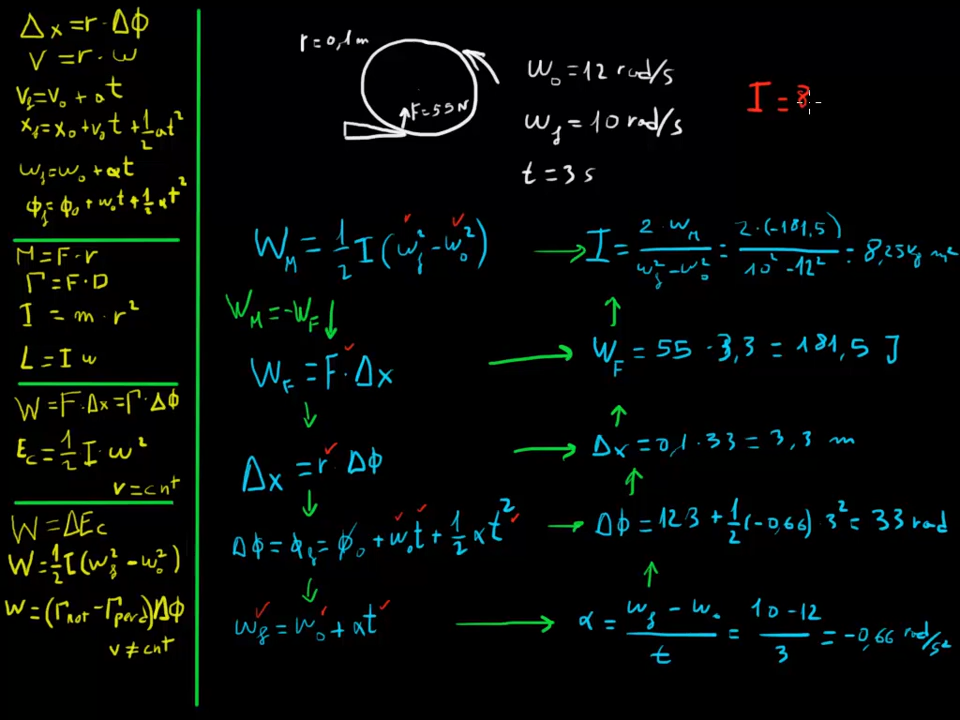 Δx = r · Δϕ
v = r · ω
v_f = v_0 + a t
x_f = x_0 + v_0 t + 1/2 at²
ω_f = ω_0 + αt
ϕ_f = ϕ_0 + ω_0 t + 1/2 αt²
M = F · r
Γ = F · D
I = m · r²
L = I ω
W = F · Δx = Γ · Δϕ
E_c = 1/2 I · ω²
v = cnt
W = ΔE_c
W = 1/2 I (ω_f² − ω_0²)
W = (Γ_mot − Γ_perd) Δϕ
v ≠ cnt
r = 0,1 m
F = 55 N
ω_0 = 12 rad/s
ω_f = 10 rad/s
t = 3 s
I = 8
W_M = 1/2 I (ω_f² − ω_0²) → I = 2 · W_M / ω_f² − ω_0² = 2 · (−181,5) / 10² − 12² = 8,25 kg m²
W_M = −W_F ↓
W_F = F · Δx → W_F = 55 · 3,3 = 181,5 J
Δx = r · Δϕ → Δx = 0,1 · 33 = 3,3 m
Δϕ = ϕ_f = ϕ_0 + ω_0 t + 1/2 αt² → Δϕ = 12·3 + 1/2 (−0,66) 3² = 33 rad
ω_f = ω_0 + αt → α = ω_f − ω_0 / t = 10 − 12 / 3 = −0,66 rad/s²